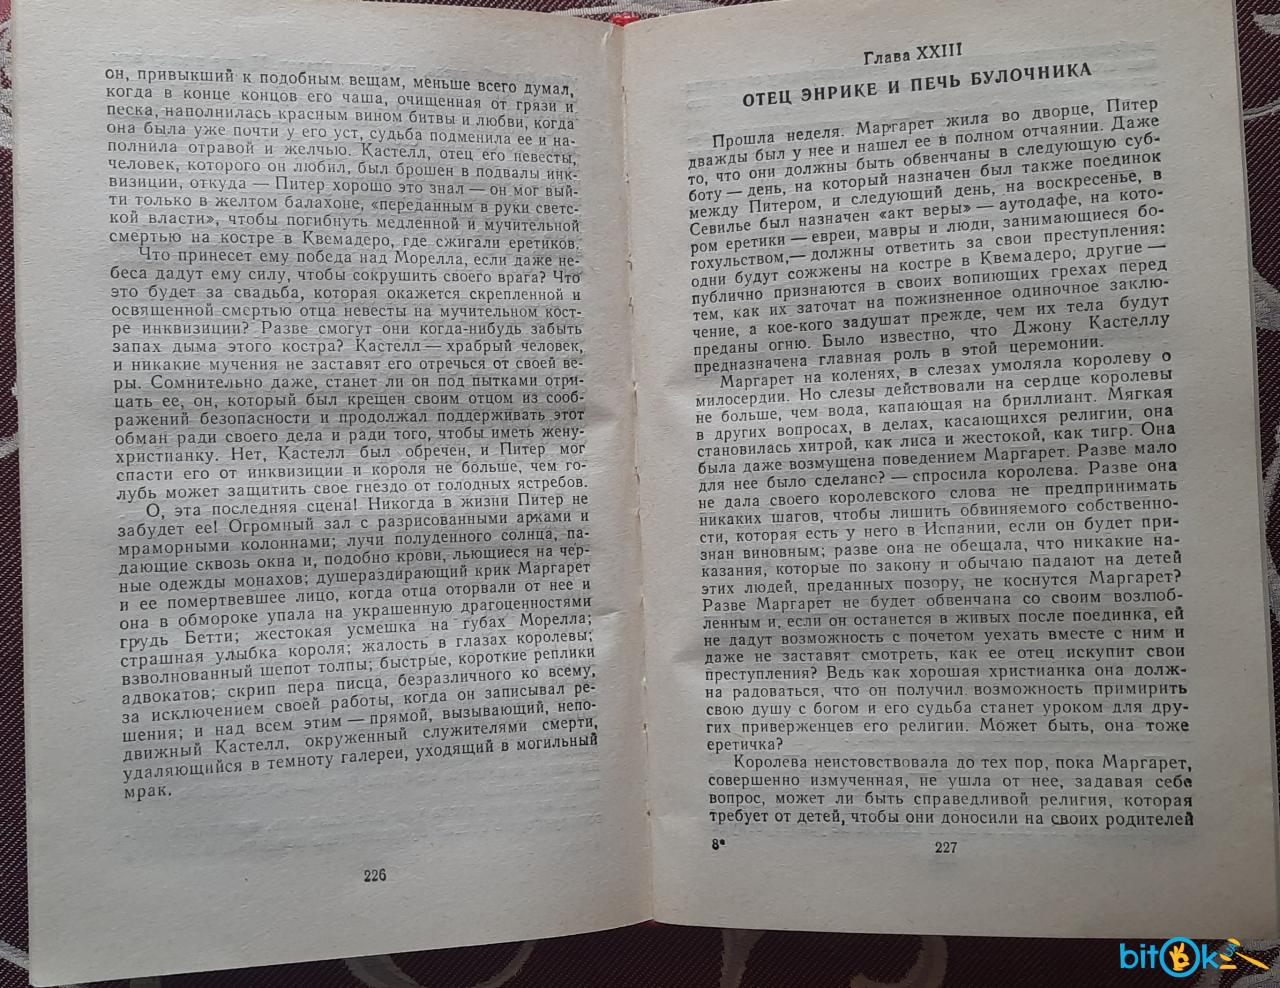 он, привыкший к подобным вещам, меньше всего думал,
когда в конце концов его чаша, очищенная от грязи и
песка, наполнилась красным вином битвы и любви, когда
она была уже почти у его уст, судьба подменила ее и на-
полнила отравой и желчью. Кастелл, отец его невесты,
человек, которого он любил, был брошен в подвалы инк-
визиции, откуда — Питер хорошо это знал — он мог вый-
ти только в желтом балахоне, «переданным в руки светс-
кой власти», чтобы погибнуть медленной и мучительной
смертью на костре в Квемадеро, где сжигали еретиков.
Что принесет ему победа над Морелла, если даже не-
беса дадут ему силу, чтобы сокрушить своего врага? Что
это будет за свадьба, которая окажется скрепленной и
освященной смертью отца невесты на мучительном кост-
ре инквизиции? Разве смогут они когда-нибудь забыть
запах дыма этого костра? Кастелл — храбрый человек,
и никакие мучения не заставят его отречься от своей ве-
ры. Сомнительно даже, станет ли он под пытками отри-
цать ее, он, который был крещен своим отцом из сооб-
ражений безопасности и продолжал поддерживать этот
обман ради своего дела и ради того, чтобы иметь жену-
христианку. Нет, Кастелл был обречен, и Питер мог
спасти его от инквизиции и короля не больше, чем го-
лубь может защитить свое гнездо от голодных ястребов.
О, эта последняя сцена! Никогда в жизни Питер не
забудет ее! Огромный зал с разрисованными арками и
мраморными колоннами; лучи полуденного солнца, па-
дающие сквозь окна и, подобно крови, льющиеся на чер-
ные одежды монахов; душераздирающий крик Маргарет
и ее помертвевшее лицо, когда отца оторвали от нее и
она в обмороке упала на украшенную драгоценностями
грудь Бетти; жестокая усмешка на губах Морелла;
страшная улыбка короля; жалость в глазах королевы;
взволнованный шепот толпы; быстрые, короткие реплики
адвокатов; скрип пера писца, безразличного ко всему,
за исключением своей работы, когда он записывал ре-
шения; и над всем этим — прямой, вызывающий, непо-
движный Кастелл, окруженный служителями смерти,
удаляющийся в темноту галереи, уходящий в могильный
мрак.
226
Глава XXIII
ОТЕЦ ЭНРИКЕ И ПЕЧЬ БУЛОЧНИКА
Прошла неделя. Маргарет жила во дворце, Питер
дважды был у нее и нашел ее в полном отчаянии. Даже
то, что они должны быть обвенчаны в следующую суб-
боту — день, на который назначен был также поединок
между Питером, и следующий день, на воскресенье, в
Севилье был назначен «акт веры» — аутодафе, на кото-
ром еретики — евреи, мавры и люди, занимающиеся бо-
гохульством,— должны ответить за свои преступления:
одни будут сожжены на костре в Квемадеро, другие —
публично признаются в своих вопиющих грехах перед
тем, как их заточат на пожизненное одиночное заклю-
чение, а кое-кого задушат прежде, чем их тела будут
преданы огню. Было известно, что Джону Кастеллу
предназначена главная роль в этой церемонии.
Маргарет на коленях, в слезах умоляла королеву о
милосердии. Но слезы действовали на сердце королевы
не больше, чем вода, капающая на бриллиант. Мягкая
в других вопросах, в делах, касающихся религии, она
становилась хитрой, как лиса и жестокой, как тигр. Она
была даже возмущена поведением Маргарет. Разве мало
для нее было сделанс? — спросила королева. Разве она
не дала своего королевского слова не предпринимать
никаких шагов, чтобы лишить обвиняемого собственно-
сти, которая есть у него в Испании, если он будет при-
знан виновным; разве она не обещала, что никакие на-
казания, которые по закону и обычаю падают на детей
этих людей, преданных позору, не коснутся Маргарет?
Разве Маргарет не будет обвенчана со своим возлюб-
ленным и, если он останется в живых после поединка, ей
не дадут возможность с почетом уехать вместе с ним и
даже не заставят смотреть, как ее отец искупит свои
преступления? Ведь как хорошая христианка она долж-
на радоваться, что он получил возможность примирить
свою душу с богом и его судьба станет уроком для дру-
гих приверженцев его религии. Может быть, она тоже
еретичка?
Королева неистовствовала до тех пор, пока Маргарет,
совершенно измученная, не ушла от нее, задавая себе
вопрос, может ли быть справедливой религия, которая
требует от детей, чтобы они доносили на своих родителей
8*
227
bitOk